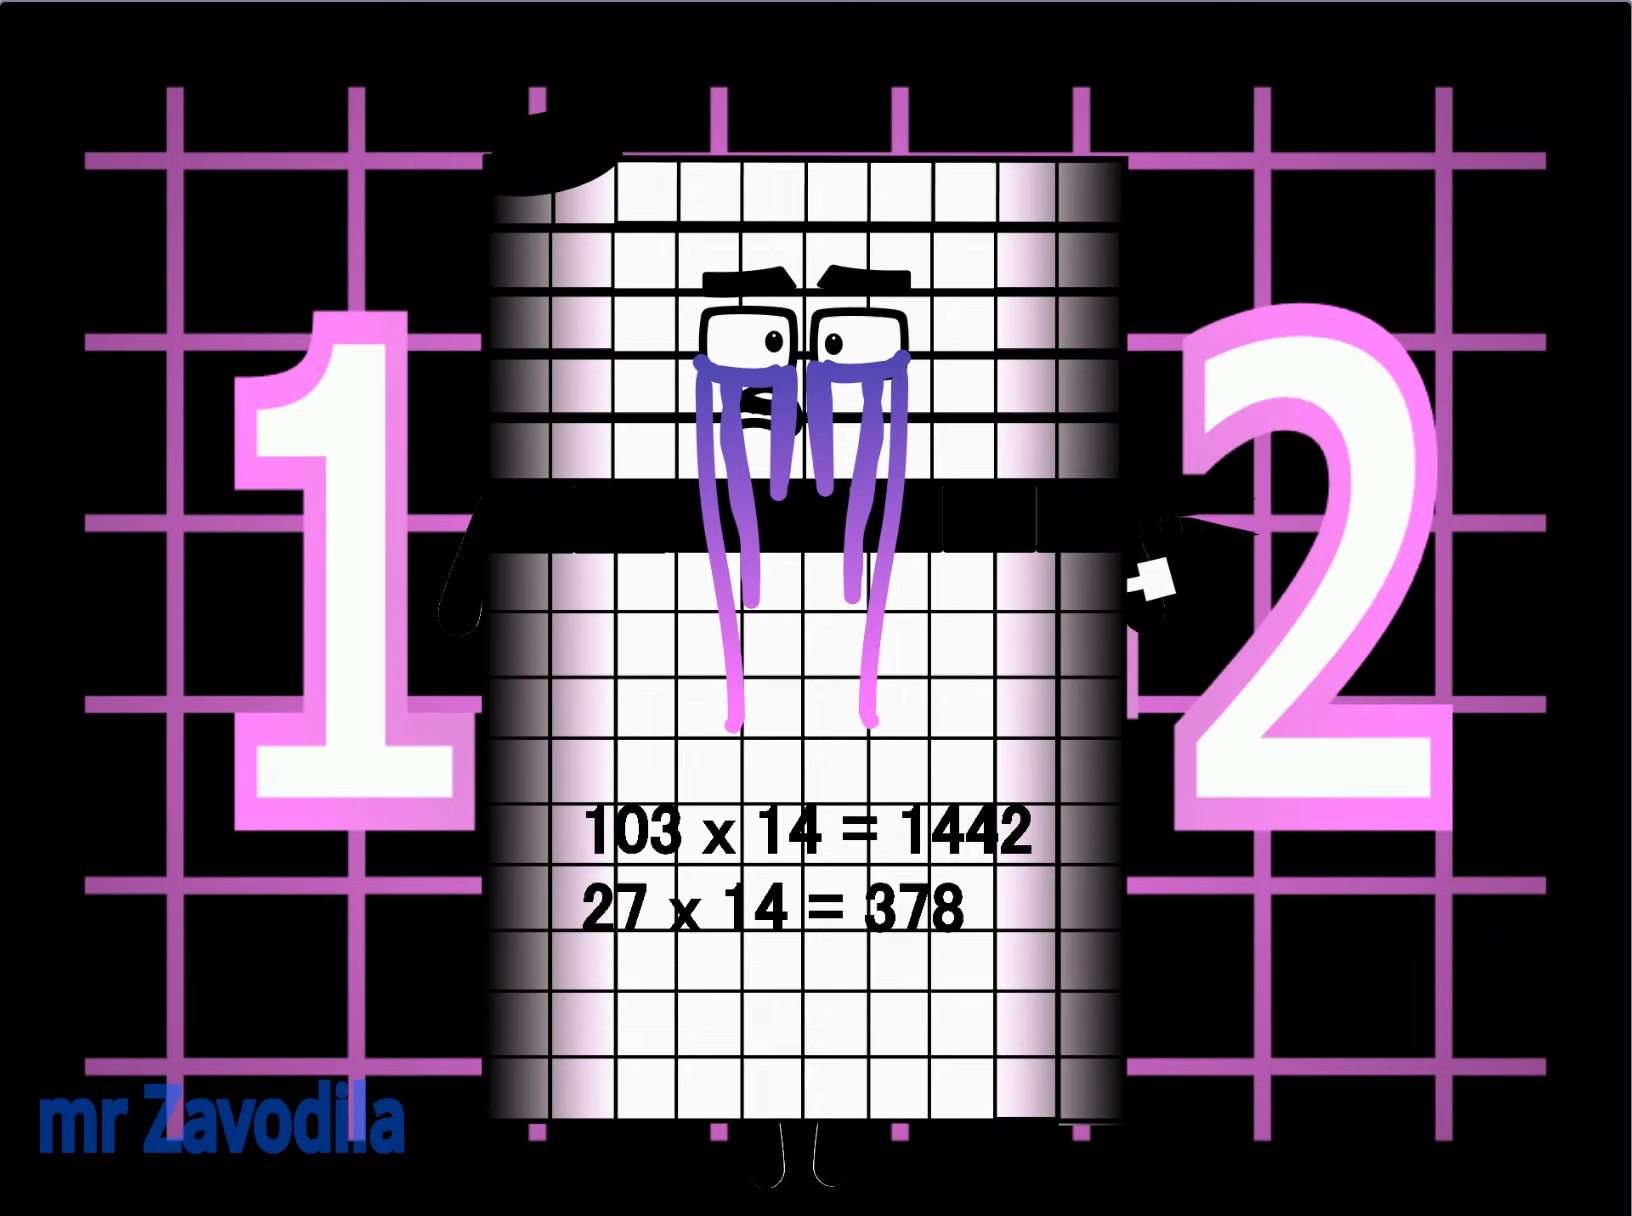 1 2
103 x 14 = 1442
27 x 14 = 378
mr Zavodila